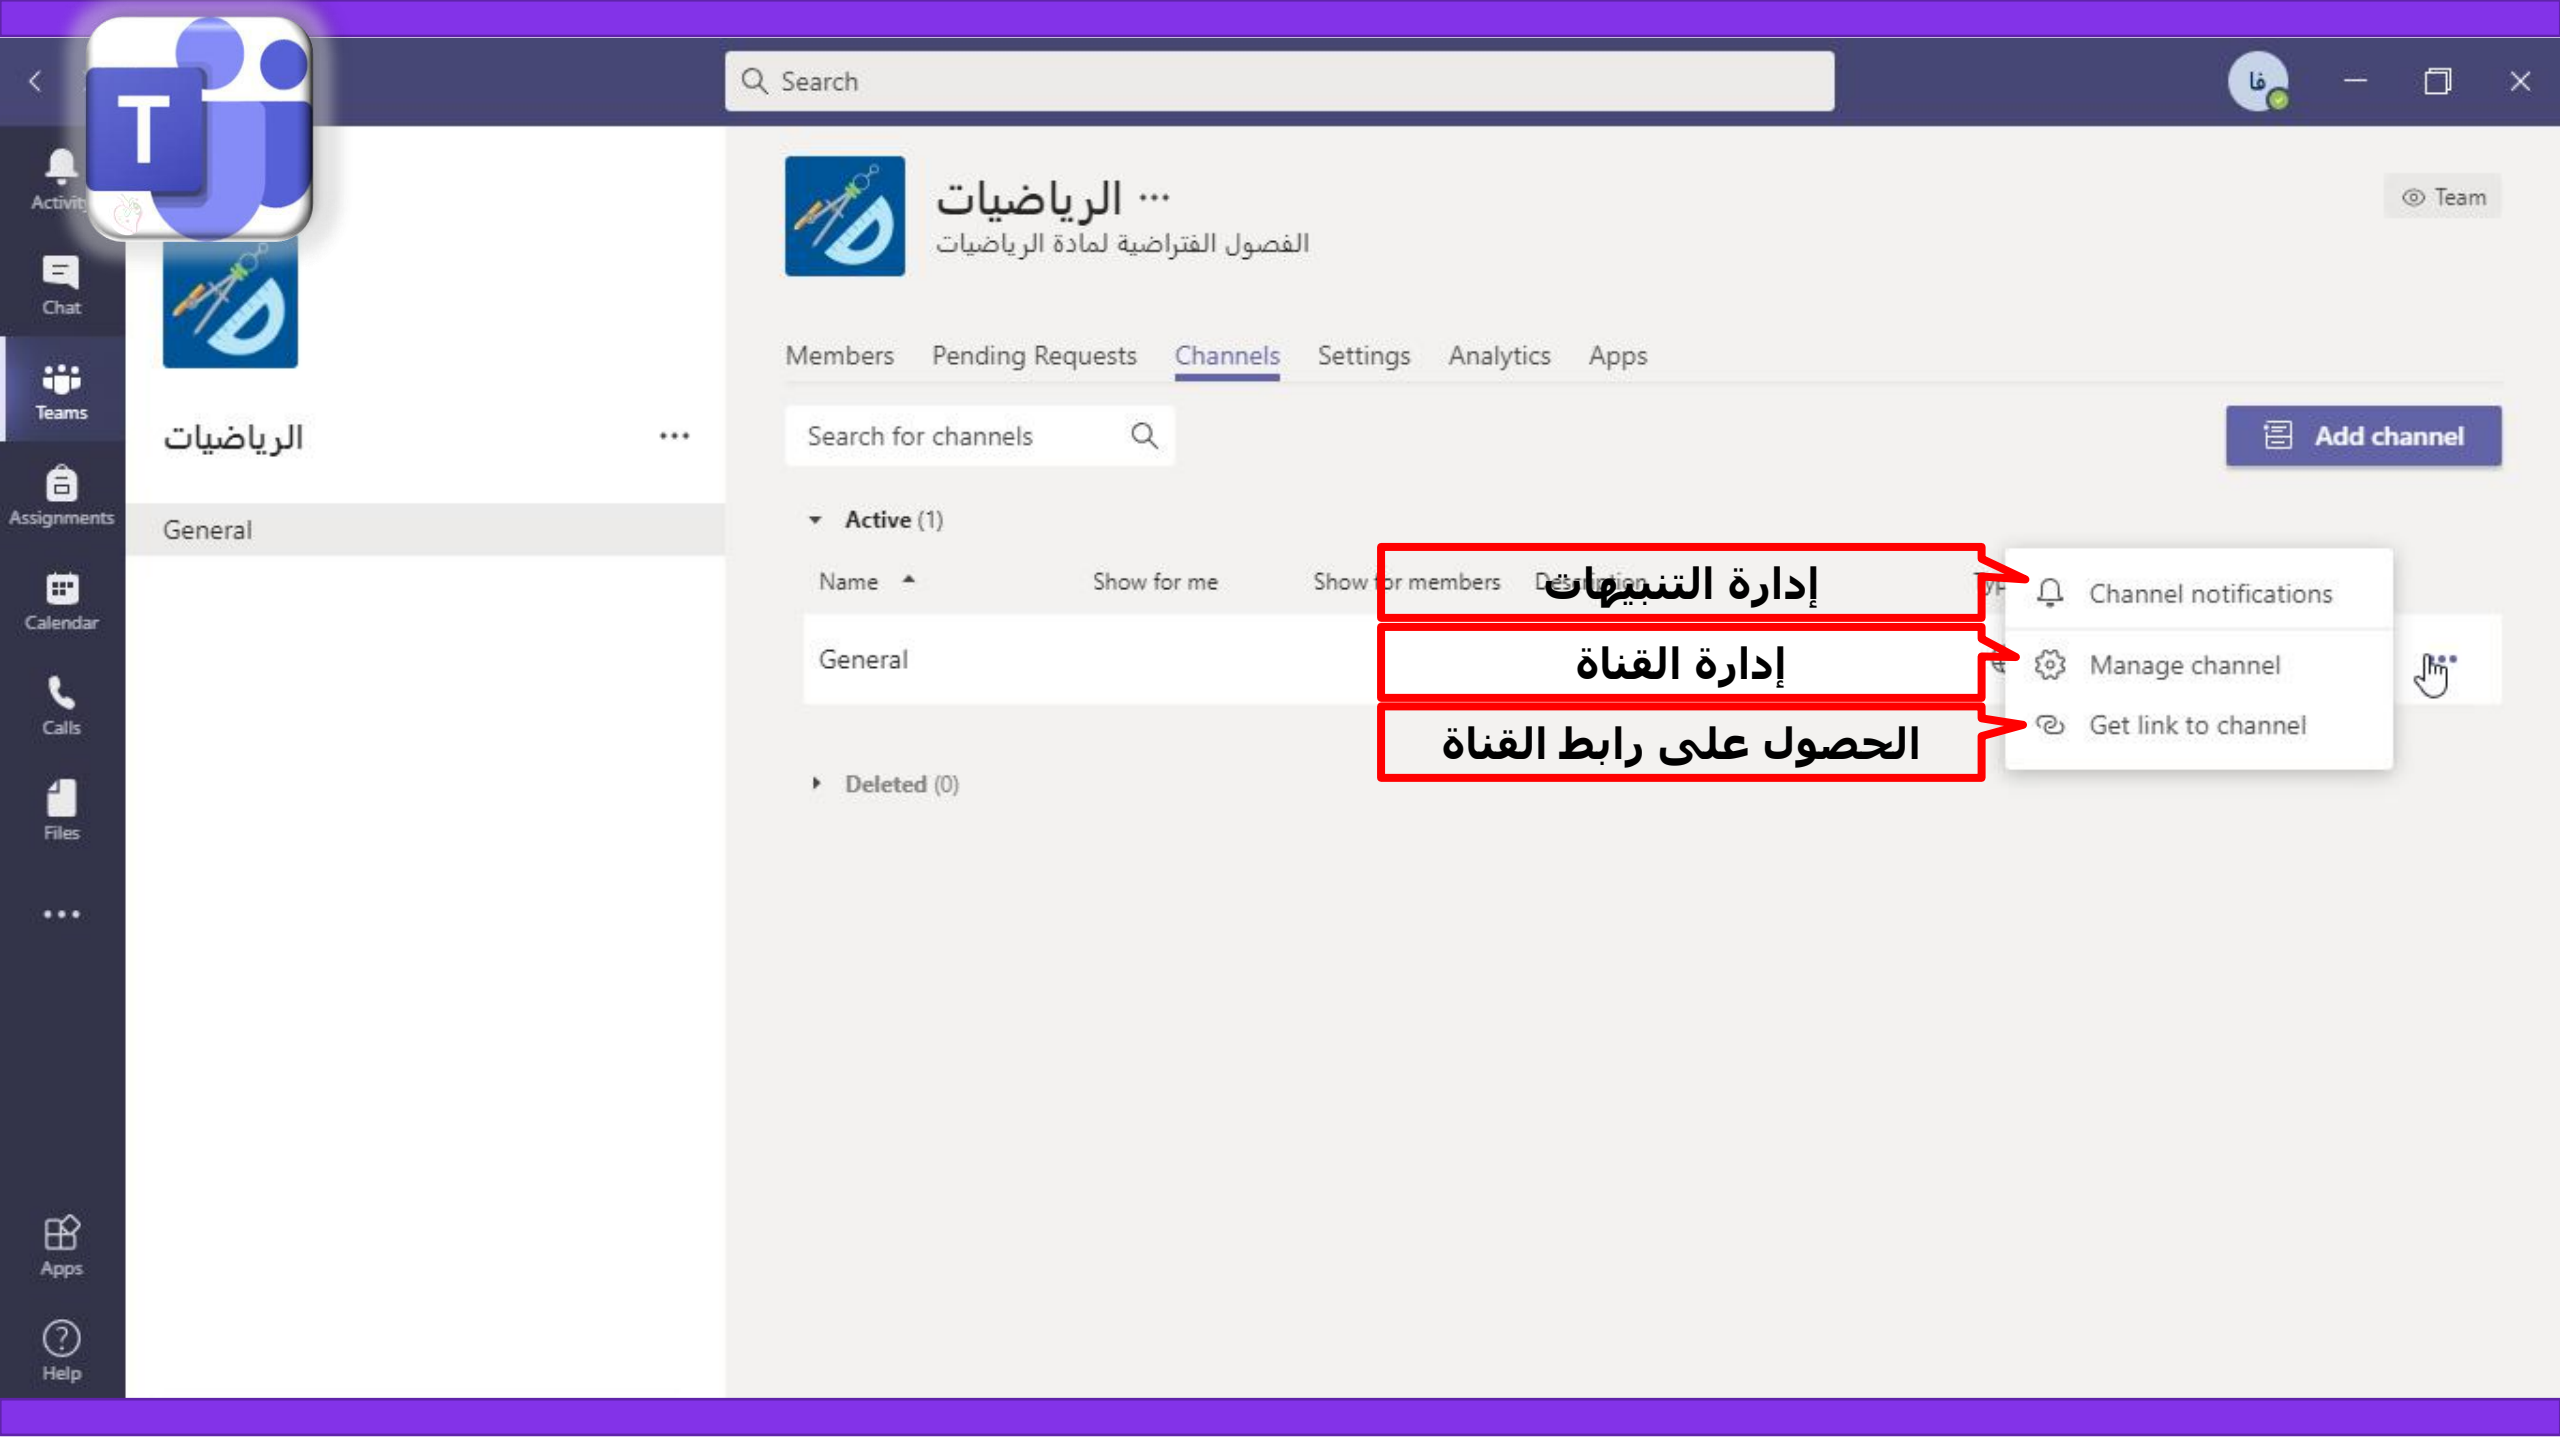 T
Search
فا
Activity
Chat
Teams
Assignments
Calendar
Calls
Files
Apps
Help
الرياضيات
General
الرياضيات
الفصول الفتراضية لمادة الرياضيات
Team
Members Pending Requests Channels Settings Analytics Apps
Search for channels
Add channel
Active (1)
Name Show for me Show for members Description
General
Deleted (0)
إدارة التنبيهات
إدارة القناة
الحصول على رابط القناة
Channel notifications
Manage channel
Get link to channel